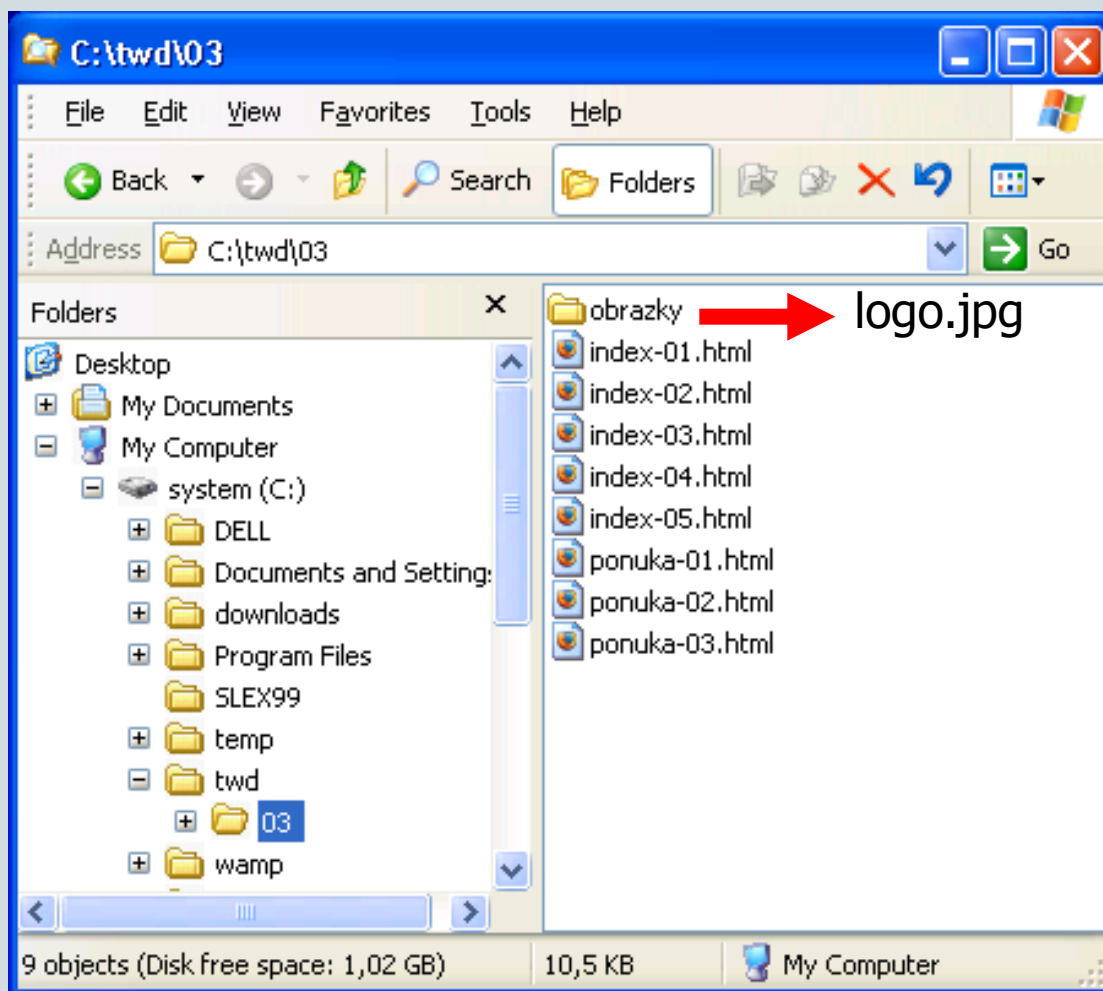 C:\twd\03
File Edit View Favorites Tools Help
Back Search Folders
Address C:\twd\03 Go
Folders
Desktop
My Documents
My Computer
system (C:)
DELL
Documents and Setting
downloads
Program Files
SLEX99
temp
twd
03
wamp
obrazky logo.jpg
index-01.html
index-02.html
index-03.html
index-04.html
index-05.html
ponuka-01.html
ponuka-02.html
ponuka-03.html
9 objects (Disk free space: 1,02 GB) 10,5 KB My Computer